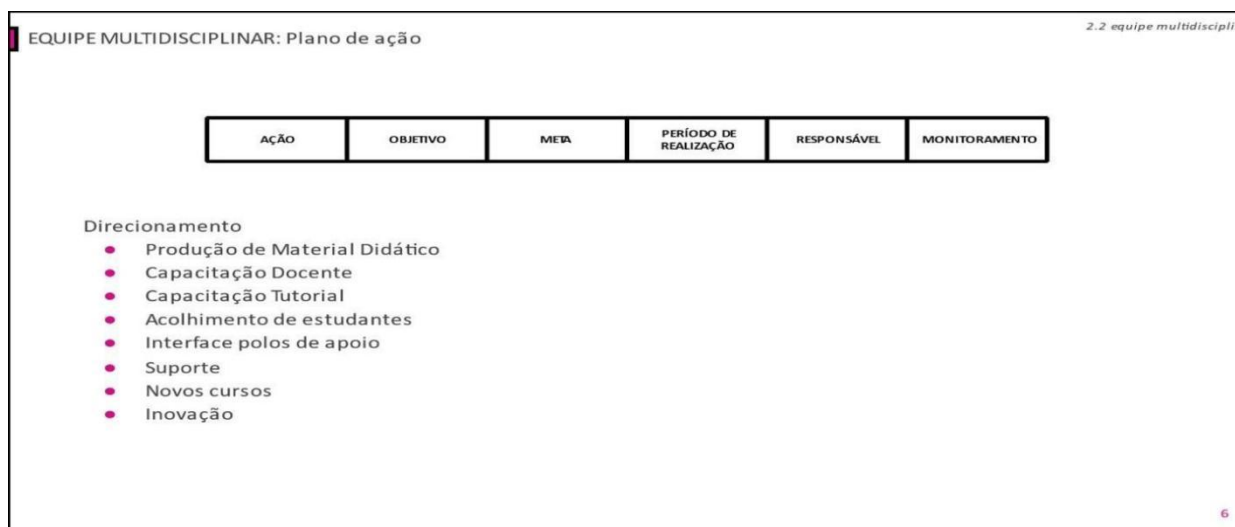 2.2 equipe multidiscipli
EQUIPE MULTIDISCIPLINAR: Plano de ação
AÇÃO OBJETIVO META PERÍODO DE REALIZAÇÃO RESPONSÁVEL MONITORAMENTO
Direcionamento
Produção de Material Didático
Capacitação Docente
Capacitação Tutorial
Acolhimento de estudantes
Interface polos de apoio
Suporte
Novos cursos
Inovação
6